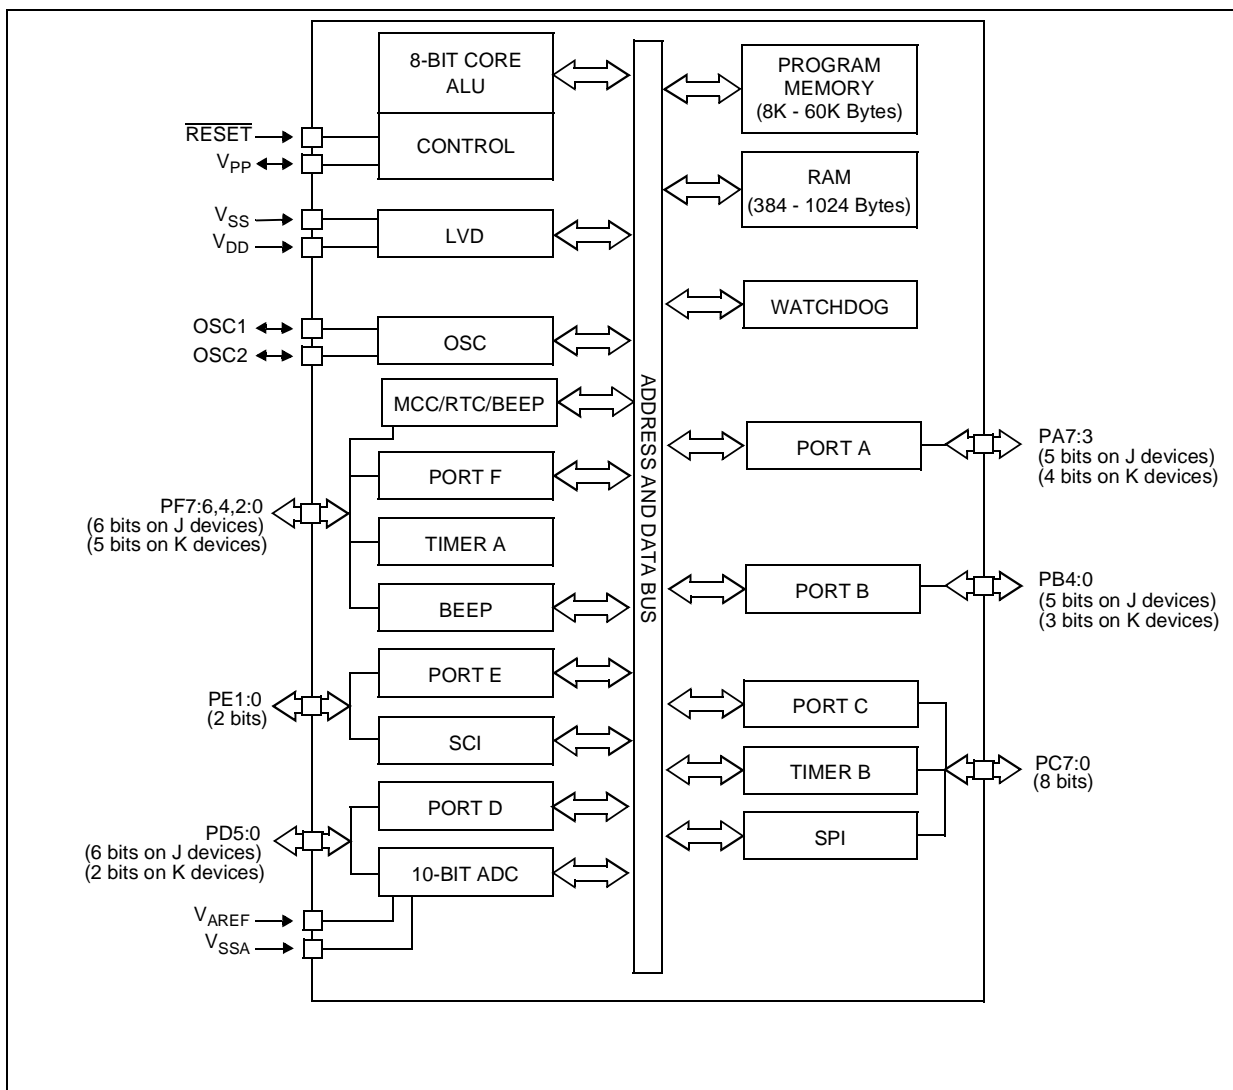 8-BIT CORE
ALU
CONTROL
RESET
VPP
VSS
VDD
LVD
OSC1
OSC2
OSC
MCC/RTC/BEEP
PORT F
PF7:6,4,2:0
(6 bits on J devices)
(5 bits on K devices)
TIMER A
BEEP
PORT E
PE1:0
(2 bits)
SCI
PORT D
PD5:0
(6 bits on J devices)
(2 bits on K devices)
10-BIT ADC
VAREF
VSSA
ADDRESS AND DATA BUS
PROGRAM
MEMORY
(8K - 60K Bytes)
RAM
(384 - 1024 Bytes)
WATCHDOG
PORT A
PA7:3
(5 bits on J devices)
(4 bits on K devices)
PORT B
PB4:0
(5 bits on J devices)
(3 bits on K devices)
PORT C
TIMER B
PC7:0
(8 bits)
SPI